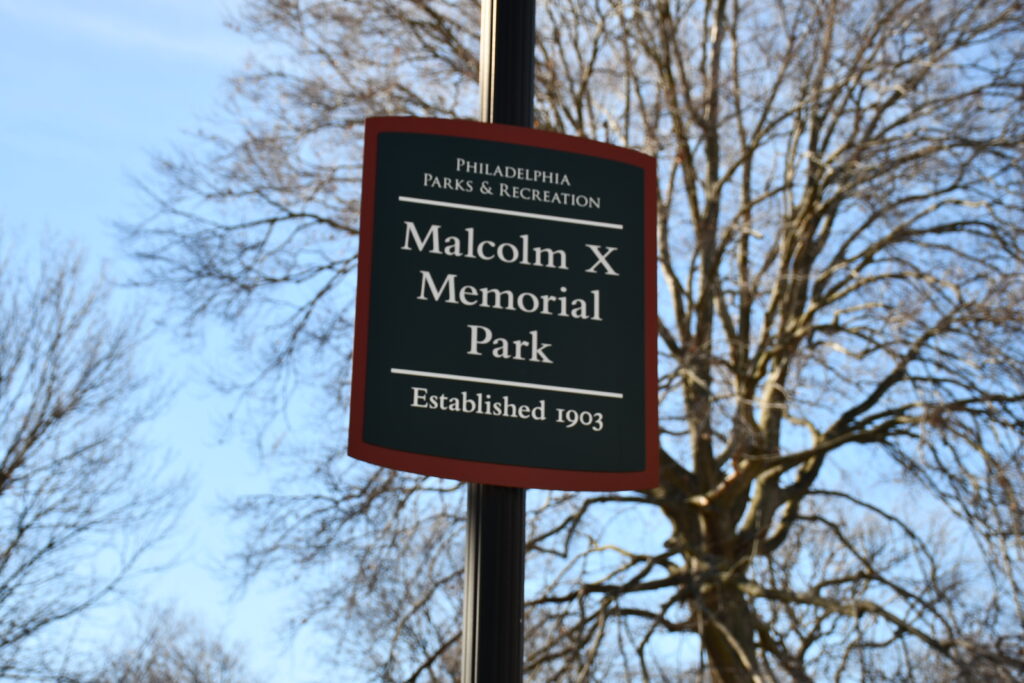 Philadelphia
Parks & Recreation
Malcolm X
Memorial
Park
Established 1903